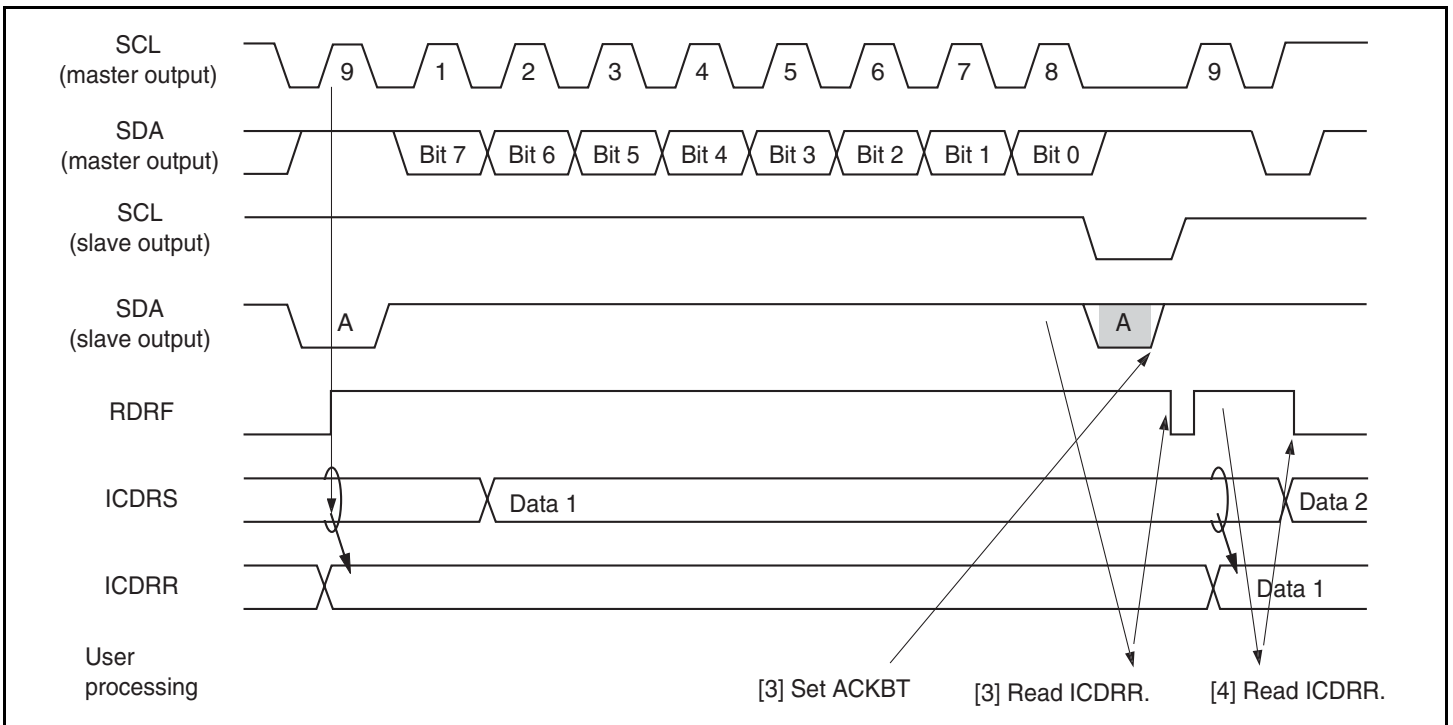 SCL
(master output)
9 1 2 3 4 5 6 7 8 9
SDA
(master output)
Bit 7 Bit 6 Bit 5 Bit 4 Bit 3 Bit 2 Bit 1 Bit 0
SCL
(slave output)
SDA
(slave output)
A A
RDRF
ICDRS
Data 1 Data 2
ICDRR
Data 1
User
processing
[3] Set ACKBT [3] Read ICDRR. [4] Read ICDRR.